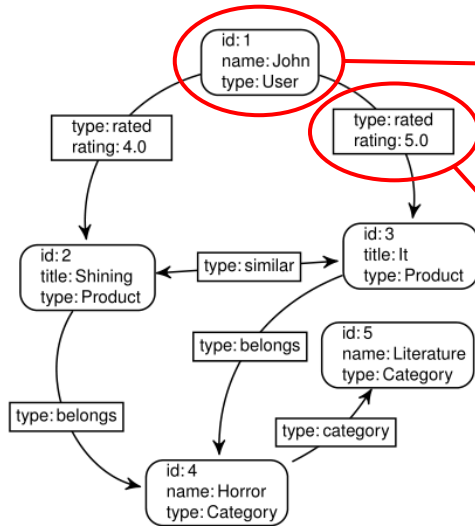 id: 1
name: John
type: User
type: rated
rating: 4.0
type: rated
rating: 5.0
id: 2
title: Shining
type: Product
type: similar
id: 3
title: It
type: Product
type: belongs
id: 5
name: Literature
type: Category
type: belongs
type: category
id: 4
name: Horror
type: Category